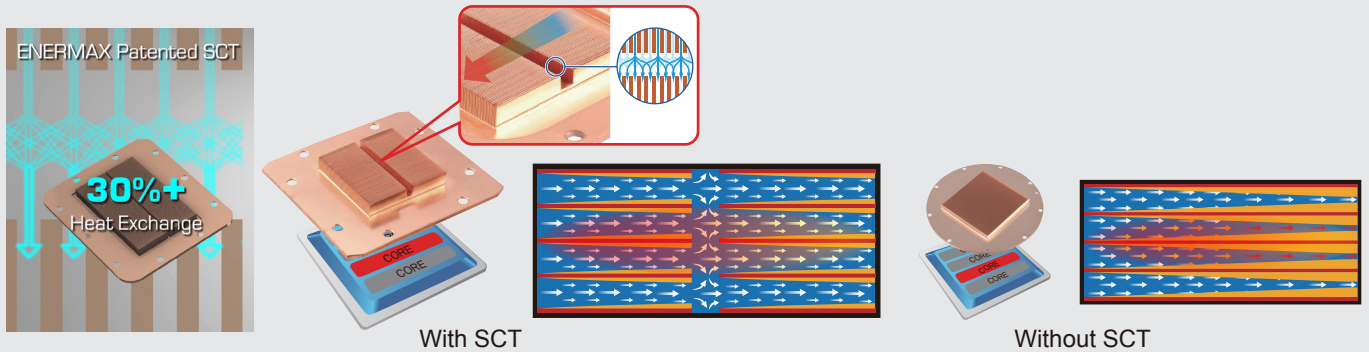 ENERMAX Patented SCT
30%+
Heat Exchange
CORE
CORE
With SCT
CORE
CORE
CORE
Without SCT